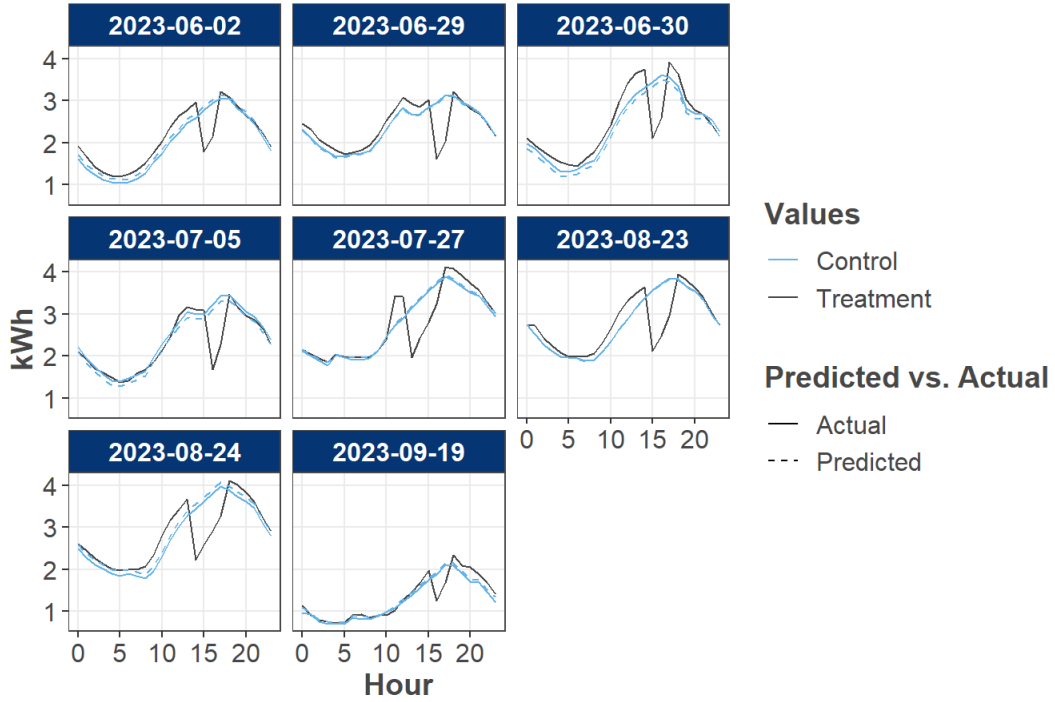 2023-06-02 2023-06-29 2023-06-30
4
3
2
1
2023-07-05 2023-07-27 2023-08-23
4
3
2
1
0 5 10 15 20
2023-08-24 2023-09-19
4
3
2
1
0 5 10 15 20 0 5 10 15 20
Hour
kWh
Values
Control
Treatment
Predicted vs. Actual
Actual
Predicted